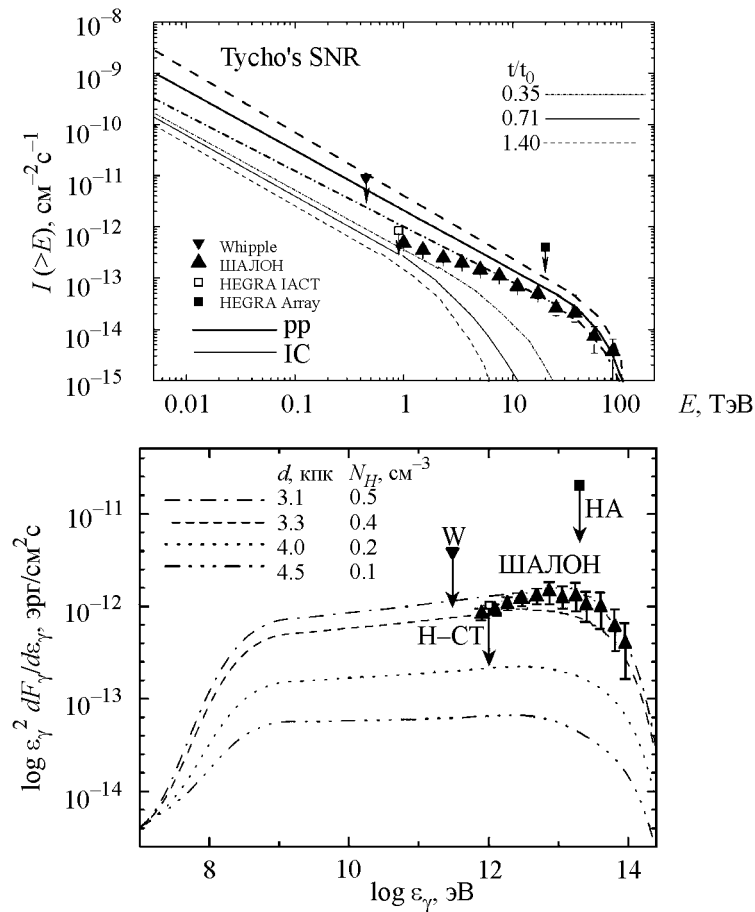 Tycho's SNR
t/t₀
0.35
0.71
1.40
I (>E), см⁻²с⁻¹
10⁻⁸
10⁻⁹
10⁻¹⁰
10⁻¹¹
10⁻¹²
10⁻¹³
10⁻¹⁴
10⁻¹⁵
Whipple
ШАЛОН
HEGRA IACT
HEGRA Array
pp
IC
0.01 0.1 1 10 100 E, ТэВ
d, кпк N_H, см⁻³
3.1 0.5
3.3 0.4
4.0 0.2
4.5 0.1
W
HA
ШАЛОН
H–CT
log ε_γ² dF_γ/dε_γ, эрг/см²с
10⁻¹¹
10⁻¹²
10⁻¹³
10⁻¹⁴
8 10 12 14
log ε_γ, эВ